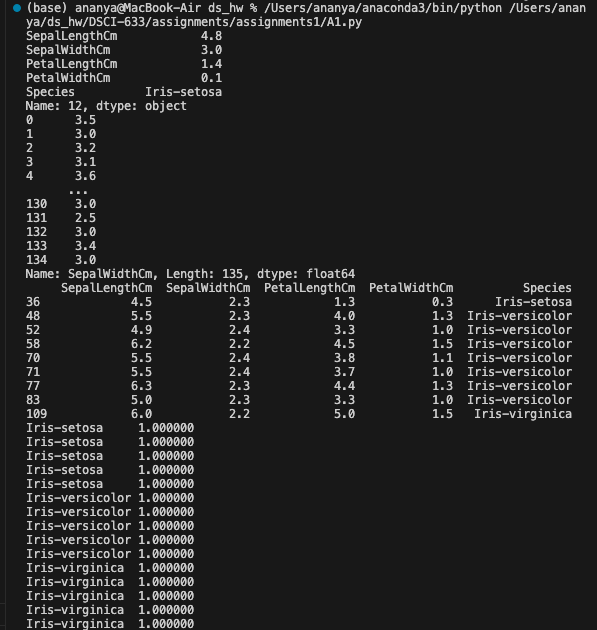 (base) ananya@MacBook-Air ds_hw % /Users/ananya/anaconda3/bin/python /Users/anan
ya/ds_hw/DSCI-633/assignments/assignments1/A1.py
SepalLengthCm            4.8
SepalWidthCm             3.0
PetalLengthCm            1.4
PetalWidthCm             0.1
Species          Iris-setosa
Name: 12, dtype: object
0      3.5
1      3.0
2      3.2
3      3.1
4      3.6
      ...
130    3.0
131    2.5
132    3.0
133    3.4
134    3.0
Name: SepalWidthCm, Length: 135, dtype: float64
     SepalLengthCm  SepalWidthCm  PetalLengthCm  PetalWidthCm          Species
36             4.5           2.3            1.3           0.3      Iris-setosa
48             5.5           2.3            4.0           1.3  Iris-versicolor
52             4.9           2.4            3.3           1.0  Iris-versicolor
58             6.2           2.2            4.5           1.5  Iris-versicolor
70             5.5           2.4            3.8           1.1  Iris-versicolor
71             5.5           2.4            3.7           1.0  Iris-versicolor
77             6.3           2.3            4.4           1.3  Iris-versicolor
83             5.0           2.3            3.3           1.0  Iris-versicolor
109            6.0           2.2            5.0           1.5   Iris-virginica
Iris-setosa     1.000000
Iris-setosa     1.000000
Iris-setosa     1.000000
Iris-setosa     1.000000
Iris-setosa     1.000000
Iris-versicolor 1.000000
Iris-versicolor 1.000000
Iris-versicolor 1.000000
Iris-versicolor 1.000000
Iris-versicolor 1.000000
Iris-virginica  1.000000
Iris-virginica  1.000000
Iris-virginica  1.000000
Iris-virginica  1.000000
Iris-virginica  1.000000